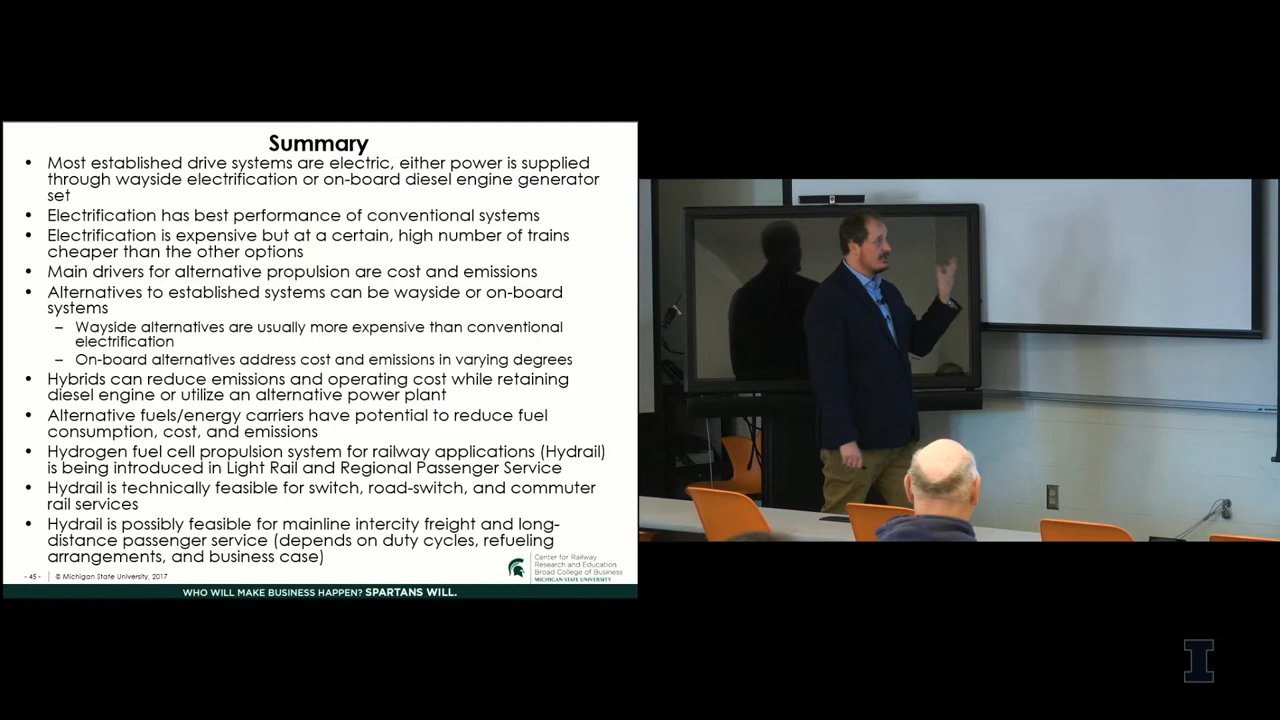 Summary
• Most established drive systems are electric, either power is supplied
through wayside electrification or on-board diesel engine generator
set
• Electrification has best performance of conventional systems
• Electrification is expensive but at a certain, high number of trains
cheaper than the other options
• Main drivers for alternative propulsion are cost and emissions
• Alternatives to established systems can be wayside or on-board
systems
– Wayside alternatives are usually more expensive than conventional
electrification
– On-board alternatives address cost and emissions in varying degrees
• Hybrids can reduce emissions and operating cost while retaining
diesel engine or utilize an alternative power plant
• Alternative fuels/energy carriers have potential to reduce fuel
consumption, cost, and emissions
• Hydrogen fuel cell propulsion system for railway applications (Hydrail)
is being introduced in Light Rail and Regional Passenger Service
• Hydrail is technically feasible for switch, road-switch, and commuter
rail services
• Hydrail is possibly feasible for mainline intercity freight and long-
distance passenger service (depends on duty cycles, refueling
arrangements, and business case)
- 45 - © Michigan State University, 2017
Center for Railway
Research and Education
Broad College of Business
MICHIGAN STATE UNIVERSITY
WHO WILL MAKE BUSINESS HAPPEN? SPARTANS WILL.
I